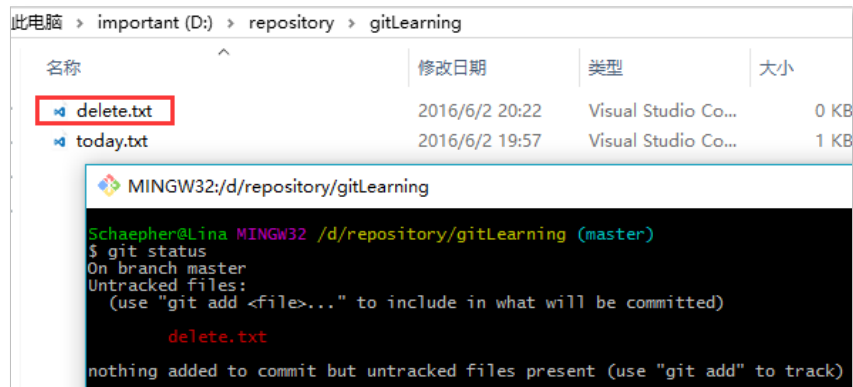 此电脑 > important (D:) > repository > gitLearning
名称 修改日期 类型 大小
delete.txt 2016/6/2 20:22 Visual Studio Co... 0 KB
today.txt 2016/6/2 19:57 Visual Studio Co... 1 KB
MINGW32:/d/repository/gitLearning
Schaepher@Lina MINGW32 /d/repository/gitLearning (master)
$ git status
On branch master
Untracked files:
(use "git add <file>..." to include in what will be committed)
delete.txt
nothing added to commit but untracked files present (use "git add" to track)